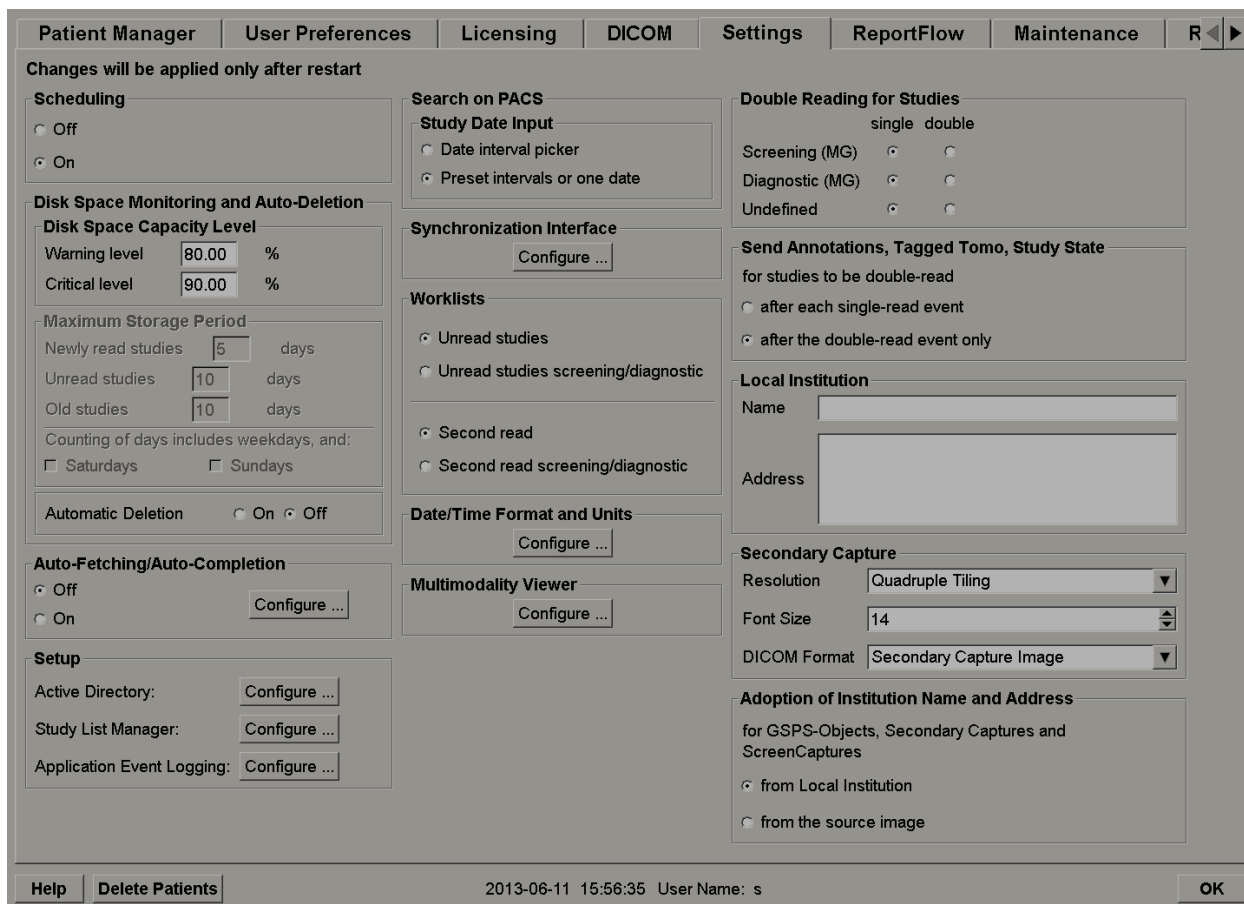 Patient Manager User Preferences Licensing DICOM Settings ReportFlow Maintenance R
Changes will be applied only after restart
Scheduling
Off
On
Disk Space Monitoring and Auto-Deletion
Disk Space Capacity Level
Warning level 80.00 %
Critical level 90.00 %
Maximum Storage Period
Newly read studies 5 days
Unread studies 10 days
Old studies 10 days
Counting of days includes weekdays, and:
Saturdays Sundays
Automatic Deletion On Off
Auto-Fetching/Auto-Completion
Off
Configure ...
On
Setup
Active Directory: Configure ...
Study List Manager: Configure ...
Application Event Logging: Configure ...
Search on PACS
Study Date Input
Date interval picker
Preset intervals or one date
Synchronization Interface
Configure ...
Worklists
Unread studies
Unread studies screening/diagnostic
Second read
Second read screening/diagnostic
Date/Time Format and Units
Configure ...
Multimodality Viewer
Configure ...
Double Reading for Studies
single double
Screening (MG)
Diagnostic (MG)
Undefined
Send Annotations, Tagged Tomo, Study State
for studies to be double-read
after each single-read event
after the double-read event only
Local Institution
Name
Address
Secondary Capture
Resolution Quadruple Tiling
Font Size 14
DICOM Format Secondary Capture Image
Adoption of Institution Name and Address
for GSPS-Objects, Secondary Captures and
ScreenCaptures
from Local Institution
from the source image
Help Delete Patients 2013-06-11 15:56:35 User Name: s OK